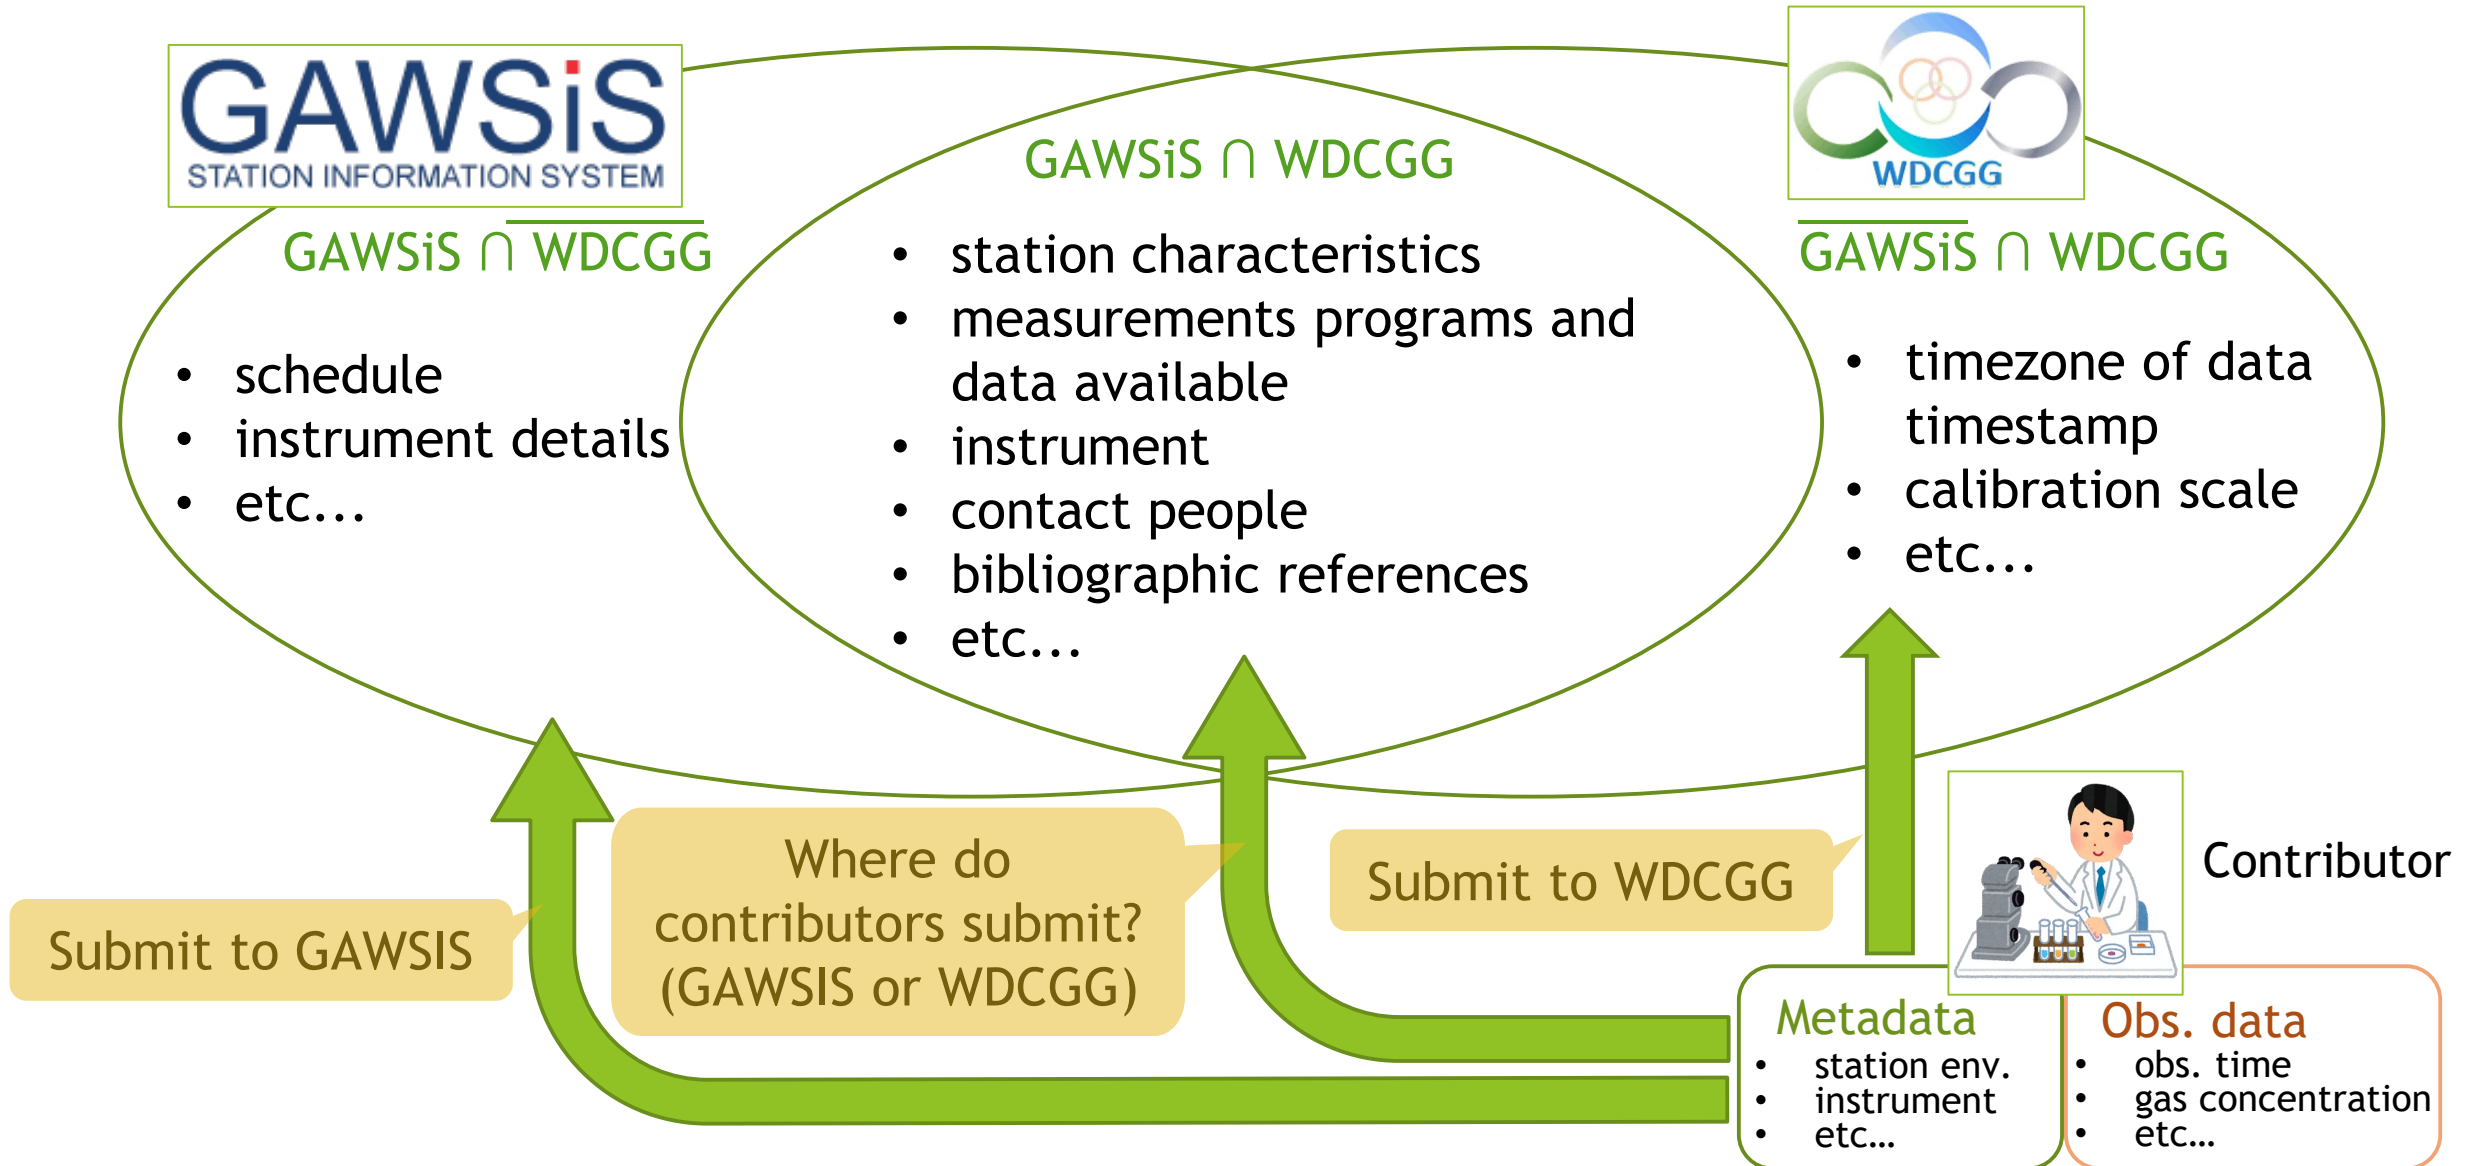 GAWSiS
STATION INFORMATION SYSTEM
WDCGG
GAWSiS ∩ WDCGG
GAWSiS ∩ W̅D̅C̅G̅G̅
• schedule
• instrument details
• etc...
• station characteristics
• measurements programs and
data available
• instrument
• contact people
• bibliographic references
• etc...
G̅A̅W̅S̅i̅S̅ ∩ WDCGG
• timezone of data
timestamp
• calibration scale
• etc...
Submit to GAWSIS
Where do
contributors submit?
(GAWSIS or WDCGG)
Submit to WDCGG
Contributor
Metadata
• station env.
• instrument
• etc...
Obs. data
• obs. time
• gas concentration
• etc...